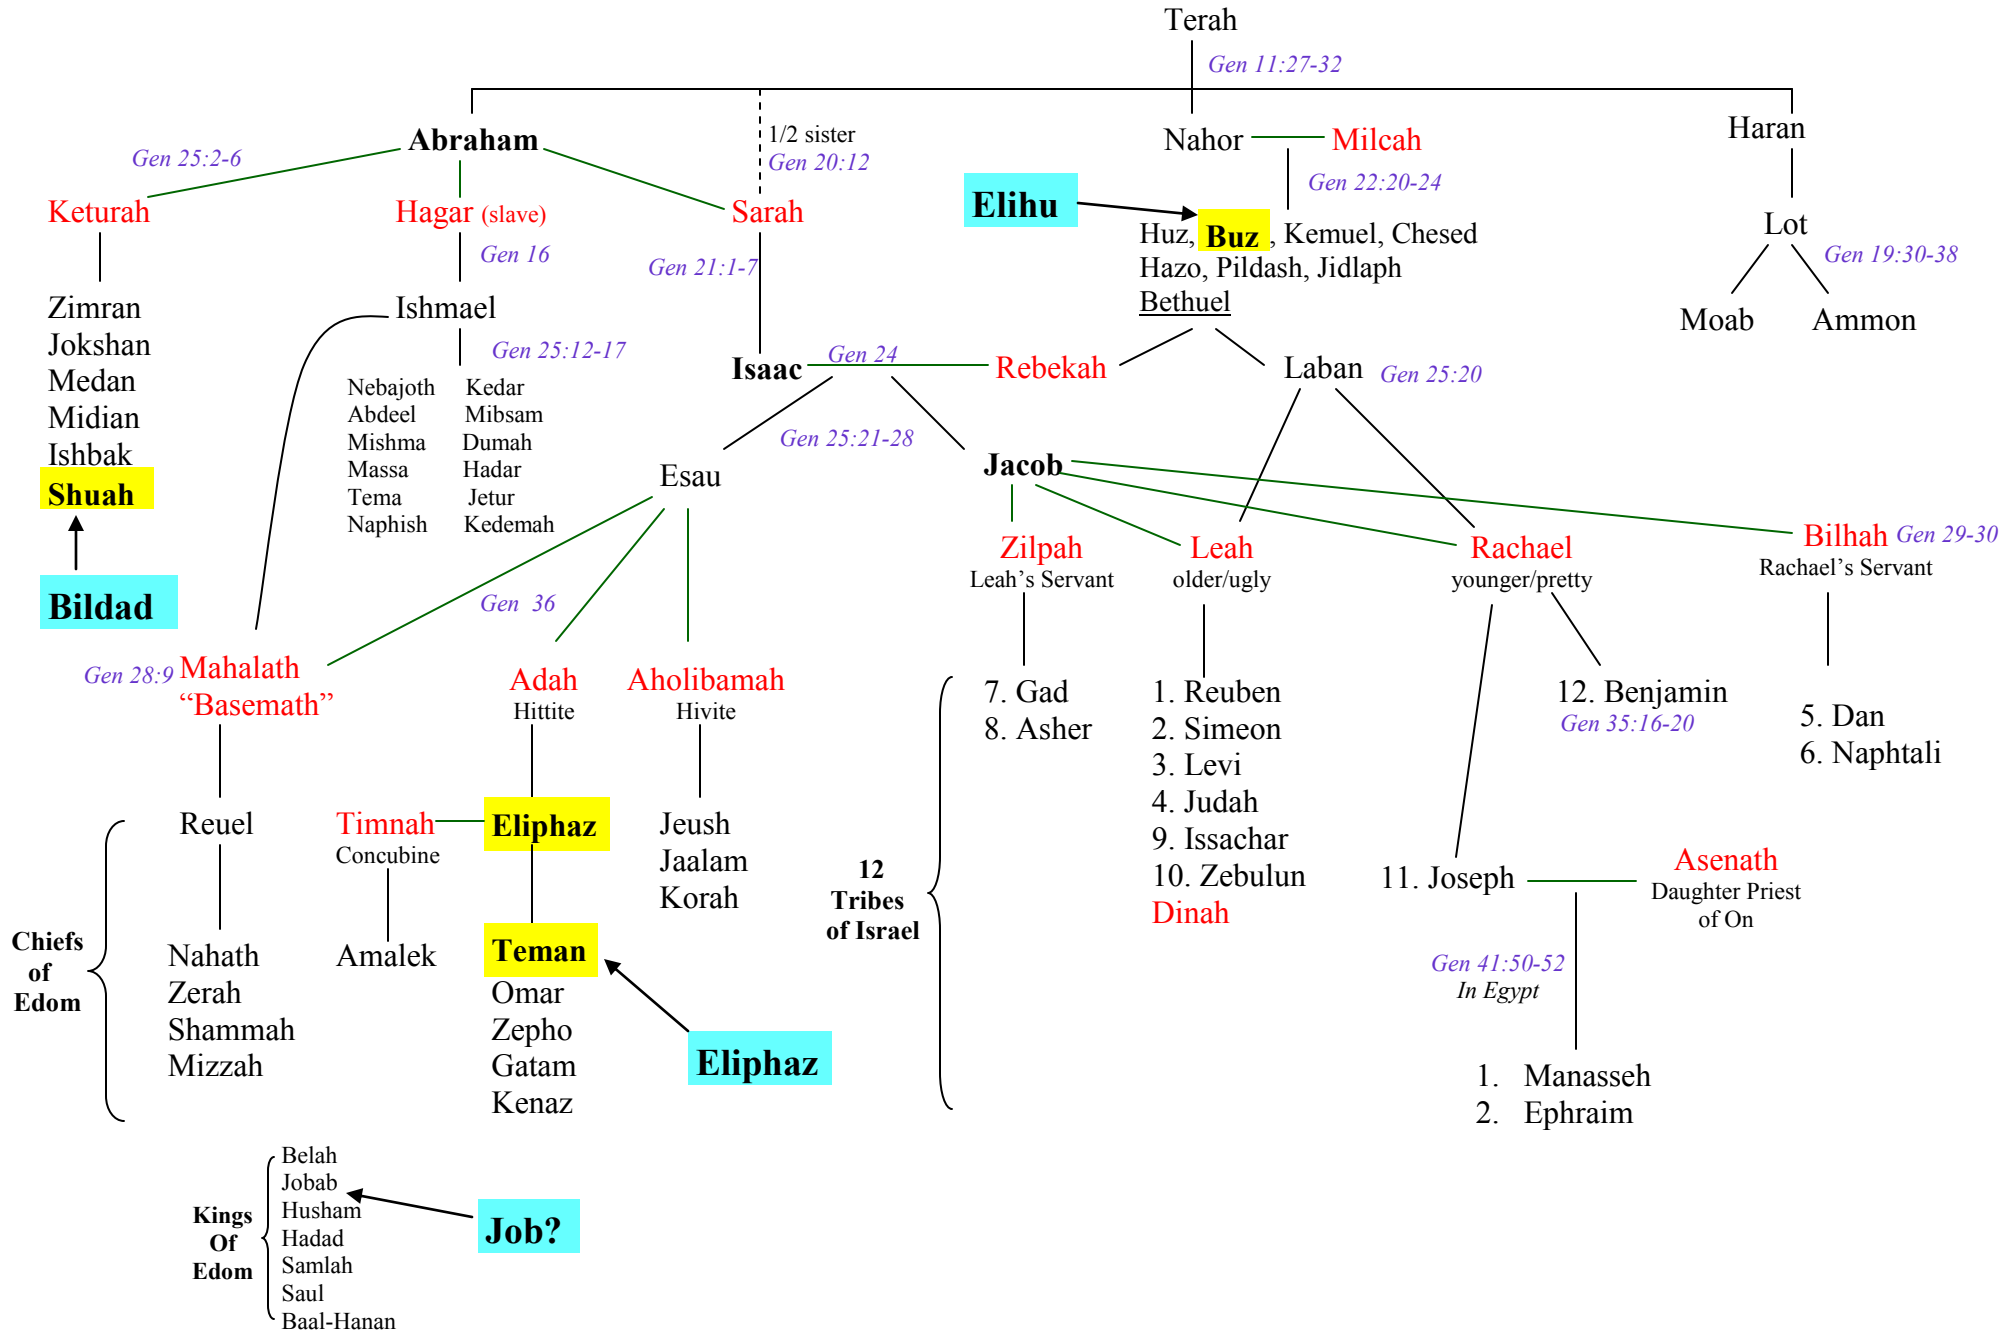 Terah
Gen 11:27-32
Abraham
1/2 sister
Gen 20:12
Nahor
Milcah
Haran
Gen 25:2-6
Gen 22:20-24
Keturah
Hagar (slave)
Sarah
Elihu
Lot
Gen 16
Gen 21:1-7
Huz, Buz, Kemuel, Chesed
Hazo, Pildash, Jidlaph
Bethuel
Gen 19:30-38
Moab
Ammon
Zimran
Jokshan
Medan
Midian
Ishbak
Shuah
Bildad
Ishmael
Gen 25:12-17
Nebajoth Kedar
Abdeel Mibsam
Mishma Dumah
Massa Hadar
Tema Jetur
Naphish Kedemah
Isaac
Gen 24
Rebekah
Laban
Gen 25:20
Gen 25:21-28
Esau
Jacob
Zilpah
Leah's Servant
Leah
older/ugly
Rachael
younger/pretty
Bilhah
Gen 29-30
Rachael's Servant
Gen 36
Gen 28:9
Mahalath
"Basemath"
Adah
Hittite
Aholibamah
Hivite
7. Gad
8. Asher
1. Reuben
2. Simeon
3. Levi
4. Judah
9. Issachar
10. Zebulun
Dinah
12. Benjamin
Gen 35:16-20
5. Dan
6. Naphtali
Reuel
Timnah
Concubine
Eliphaz
Jeush
Jaalam
Korah
12
Tribes
of Israel
11. Joseph
Asenath
Daughter Priest
of On
Gen 41:50-52
In Egypt
1. Manasseh
2. Ephraim
Chiefs
of
Edom
Nahath
Zerah
Shammah
Mizzah
Amalek
Teman
Omar
Zepho
Gatam
Kenaz
Eliphaz
Kings
Of
Edom
Belah
Jobab
Husham
Hadad
Samlah
Saul
Baal-Hanan
Job?